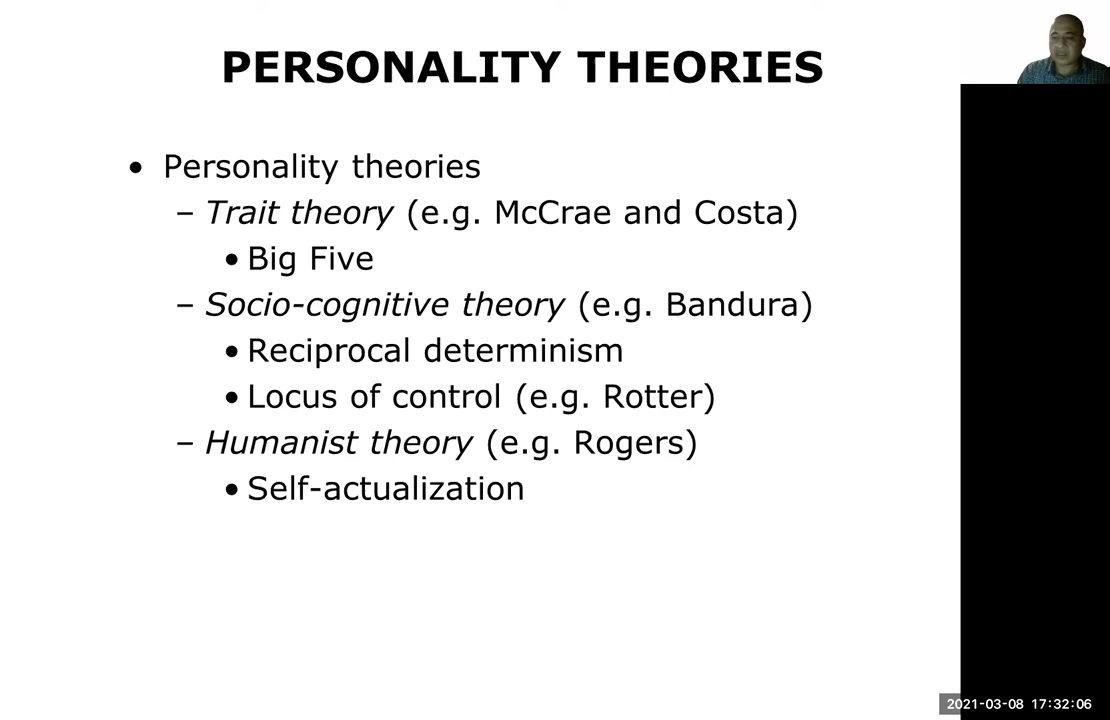 PERSONALITY THEORIES
• Personality theories
– Trait theory (e.g. McCrae and Costa)
• Big Five
– Socio-cognitive theory (e.g. Bandura)
• Reciprocal determinism
• Locus of control (e.g. Rotter)
– Humanist theory (e.g. Rogers)
• Self-actualization
2021-03-08 17:32:06